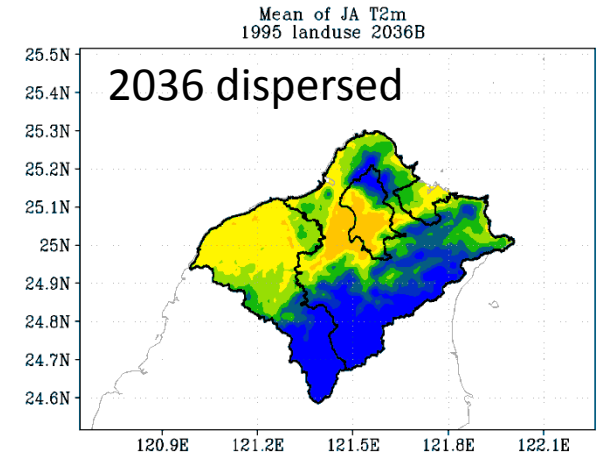 Mean of JA T2m
1995 landuse 2036B
2036 dispersed
25.5N
25.4N
25.3N
25.2N
25.1N
25N
24.9N
24.8N
24.7N
24.6N
120.9E 121.2E 121.5E 121.8E 122.1E